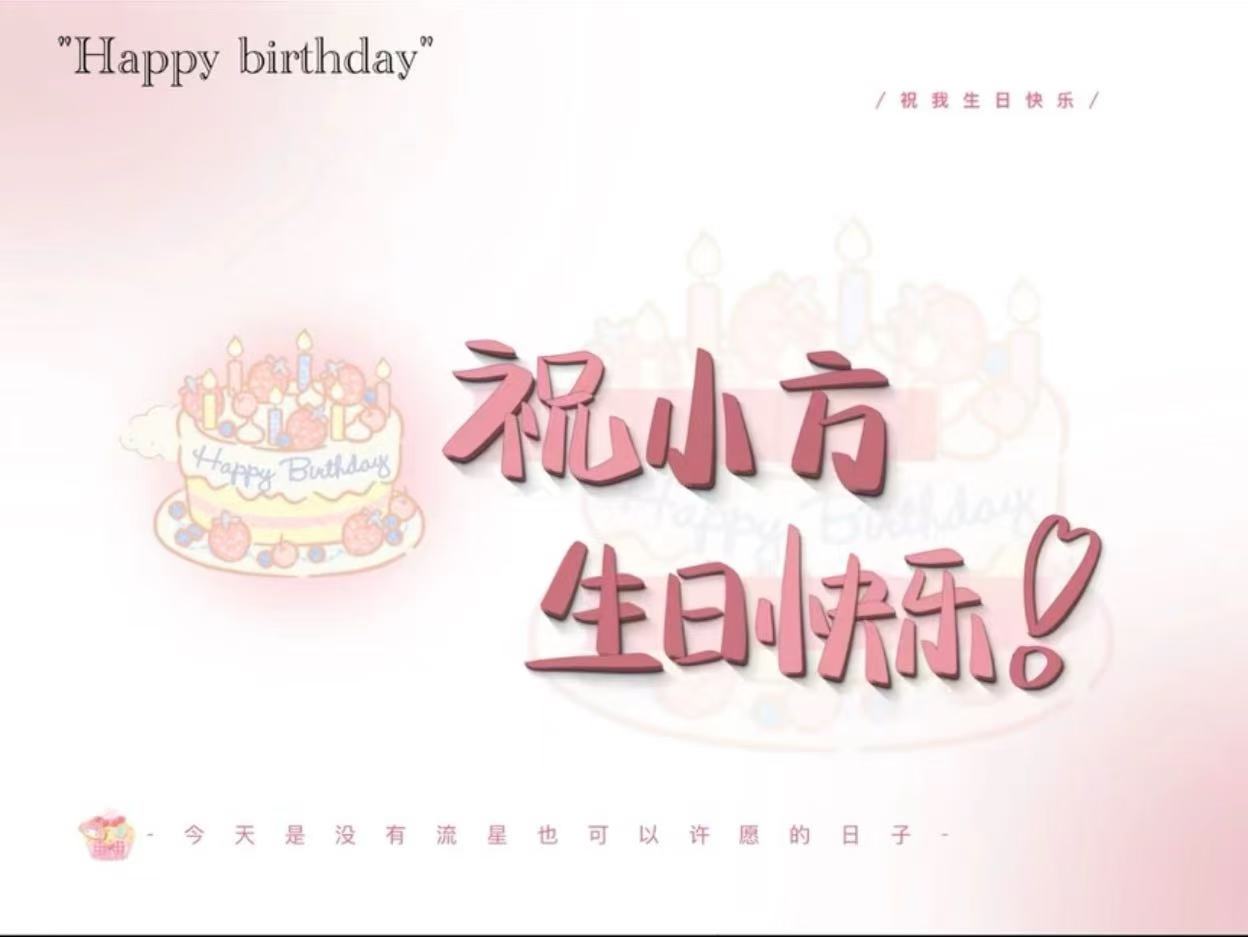 "Happy birthday"
/ 祝我生日快乐 /
祝小方
生日快乐!
Happy Birthday
Happy Birthday
- 今天是没有流星也可以许愿的日子 -